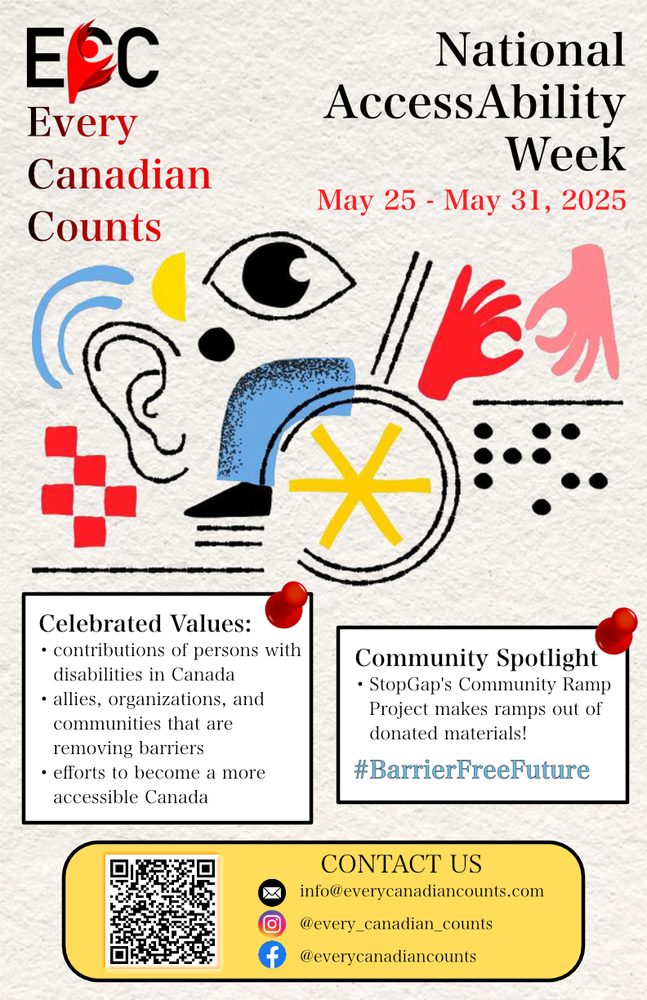 ECC
Every
Canadian
Counts
National
AccessAbility
Week
May 25 - May 31, 2025
Celebrated Values:
• contributions of persons with
disabilities in Canada
• allies, organizations, and
communities that are
removing barriers
• efforts to become a more
accessible Canada
Community Spotlight
• StopGap's Community Ramp
Project makes ramps out of
donated materials!
#BarrierFreeFuture
CONTACT US
info@everycanadiancounts.com
@every_canadian_counts
@everycanadiancounts